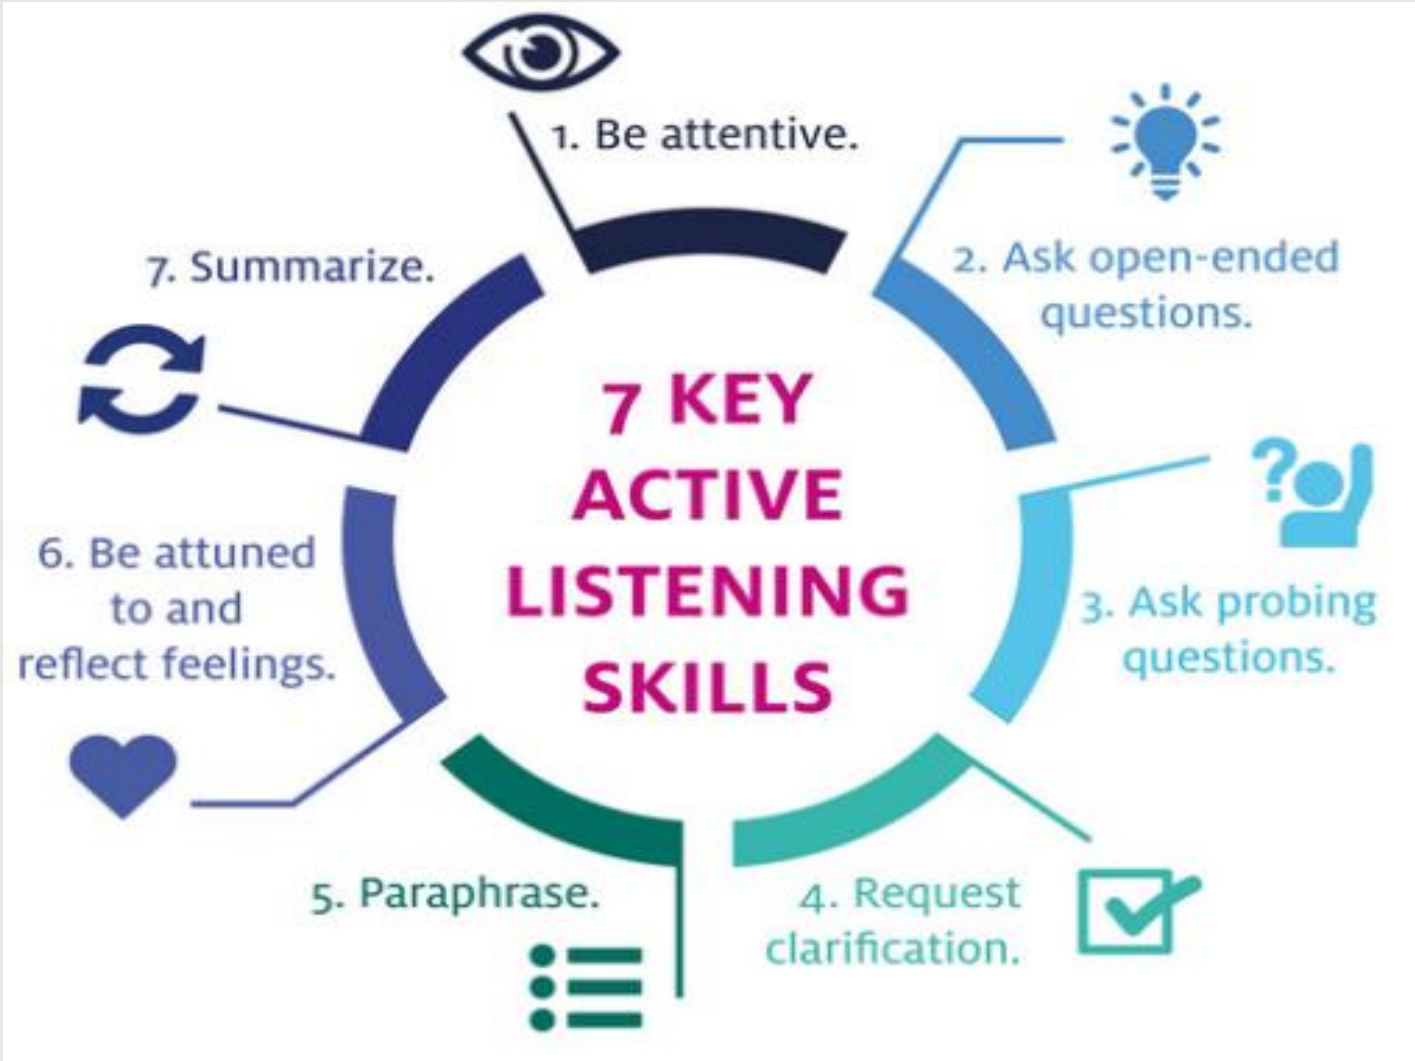 7 KEY
ACTIVE
LISTENING
SKILLS
1. Be attentive.
2. Ask open-ended
questions.
?
3. Ask probing
questions.
4. Request
clarification.
5. Paraphrase.
6. Be attuned
to and
reflect feelings.
7. Summarize.